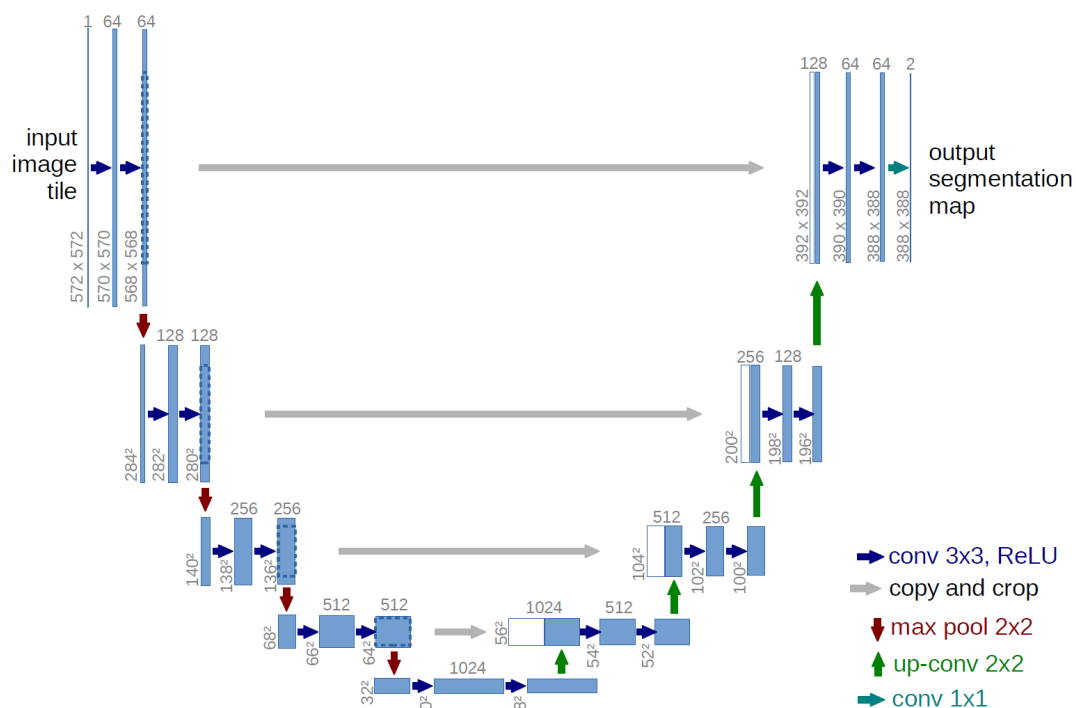 1 64 64
128 64 64 2
input
image
tile
output
segmentation
map
572 x 572
570 x 570
568 x 568
392 x 392
390 x 390
388 x 388
388 x 388
128 128
256 128
284²
282²
280²
200²
198²
196²
256 256
512 256
140²
138²
136²
104²
102²
100²
conv 3x3, ReLU
copy and crop
max pool 2x2
up-conv 2x2
conv 1x1
512 512
1024 512
68²
66²
64²
56²
54²
52²
1024
32²